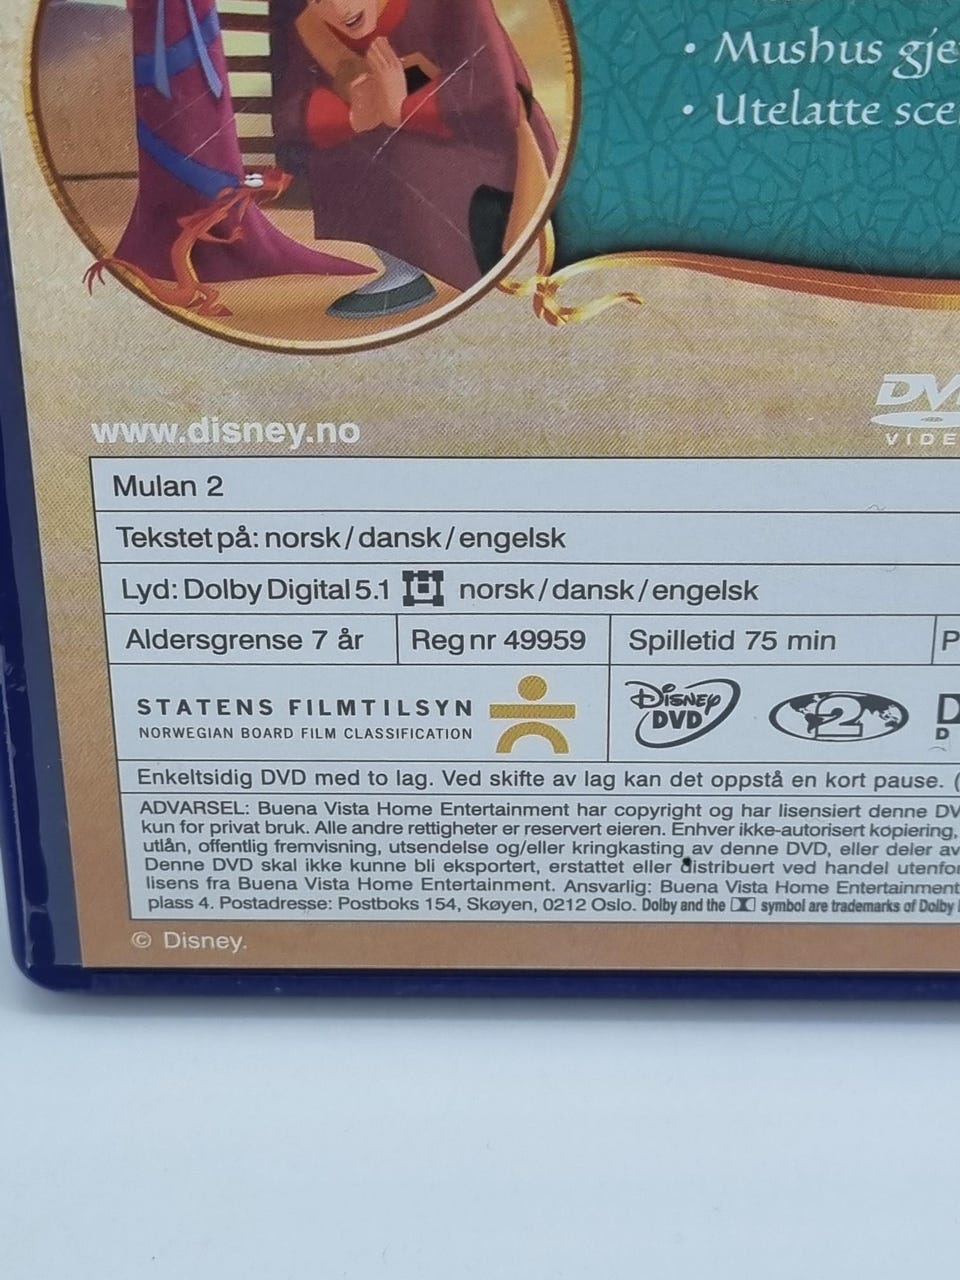 • Mushus
• Utelatte
DVD
VIDEO
www.disney.no
Mulan 2
Tekstet på: norsk/dansk/engelsk
Lyd: Dolby Digital 5.1 norsk/dansk/engelsk
Aldersgrense 7 år Reg nr 49959 Spilletid 75 min
STATENS FILMTILSYN
NORWEGIAN BOARD FILM CLASSIFICATION
DISNEY DVD
2
Enkeltsidig DVD med to lag. Ved skifte av lag kan det oppstå en kort pause. (
ADVARSEL: Buena Vista Home Entertainment har copyright og har lisensiert denne
kun for privat bruk. Alle andre rettigheter er reservert eieren. Enhver ikke-autorisert kopiering,
utlån, offentlig fremvisning, utsendelse og/eller kringkasting av denne DVD, eller deler av
Denne DVD skal ikke kunne bli eksportert, erstattet eller distribuert ved handel
lisens fra Buena Vista Home Entertainment. Ansvarlig: Buena Vista Home Entertainment
plass 4. Postadresse: Postboks 154, Skøyen, 0212 Oslo. Dolby and the symbol are trademarks of Dolby
© Disney.